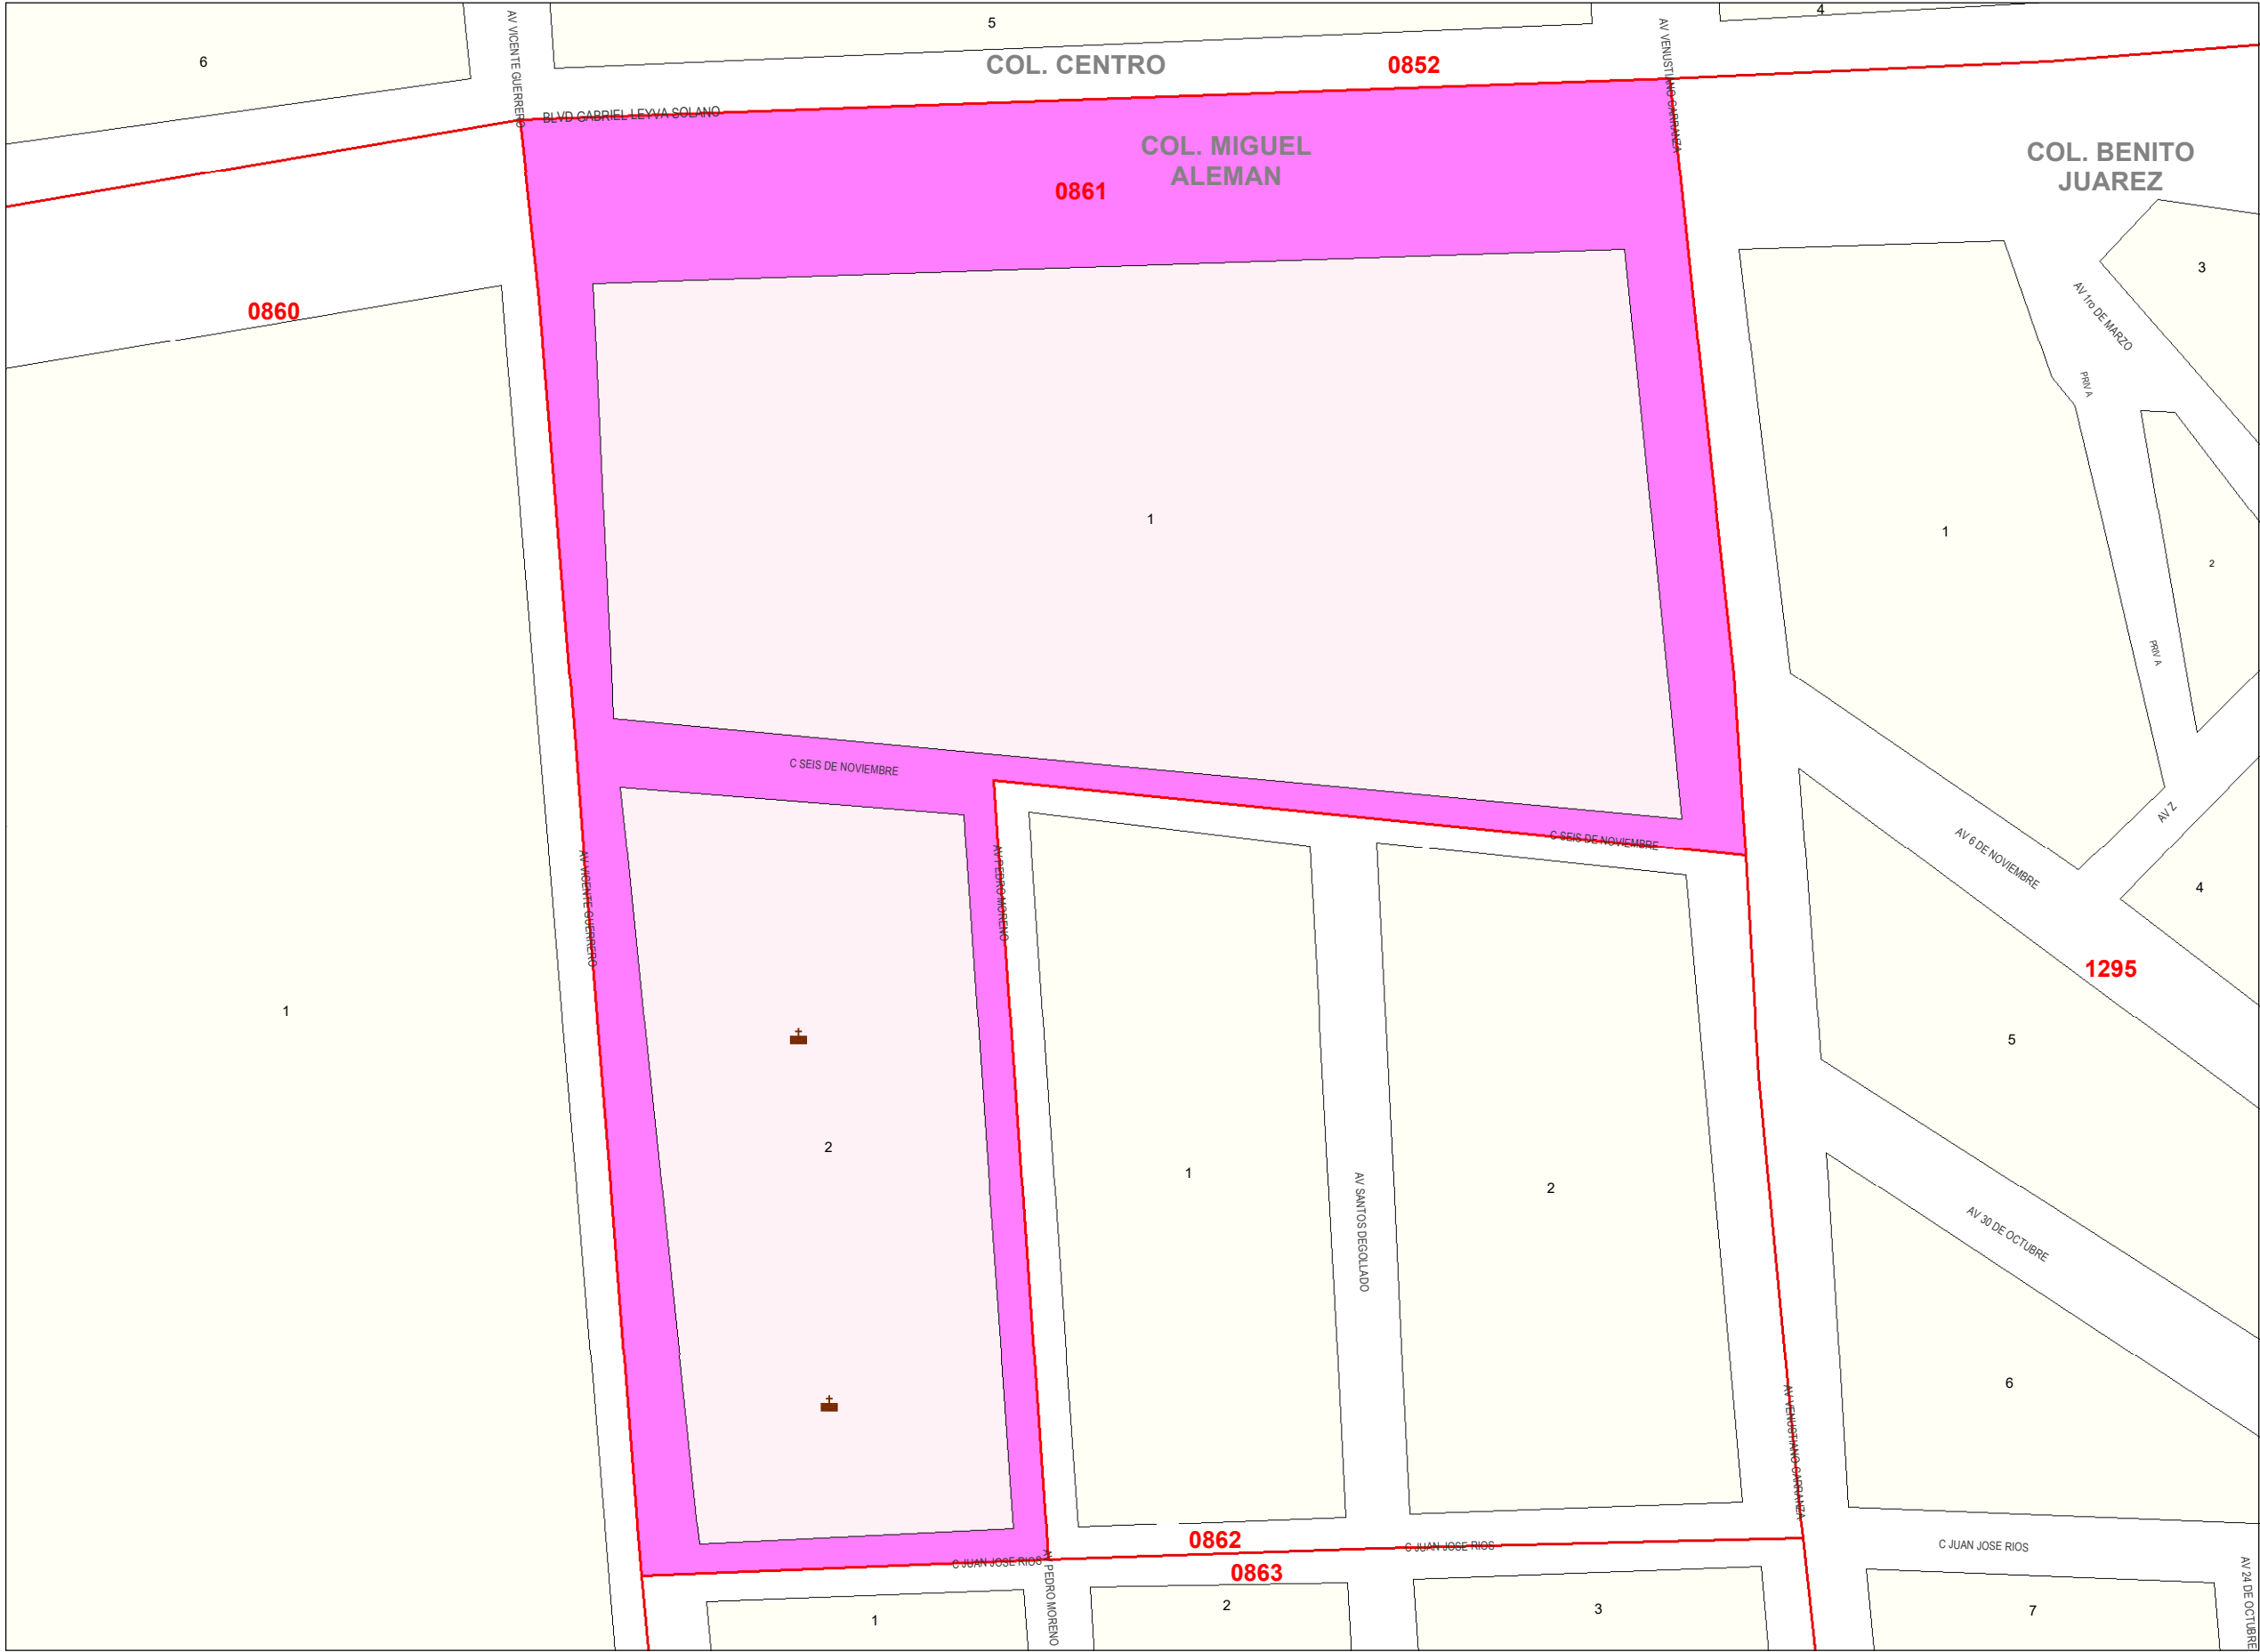 4
5
6
AV VICENTE GUERRERO
AV VENUSTIANO CARRANZA
COL. CENTRO
0852
BLVD GABRIEL LEYVA SOLANO
COL. MIGUEL
ALEMAN
0861
COL. BENITO
JUAREZ
3
0860
AV 1ro DE MARZO
PRIV A
1
1
2
PRIV A
C SEIS DE NOVIEMBRE
AV Z
C SEIS DE NOVIEMBRE
AV 6 DE NOVIEMBRE
AV VICENTE GUERRERO
AV PEDRO MORENO
4
1295
1
5
2
1
2
AV SANTOS DEGOLLADO
AV 30 DE OCTUBRE
6
AV VENUSTIANO CARRANZA
0862
C JUAN JOSE RIOS
C JUAN JOSE RIOS
C JUAN JOSE RIOS
0863
AV PEDRO MORENO
AV 24 DE OCTUBRE
1
2
3
7